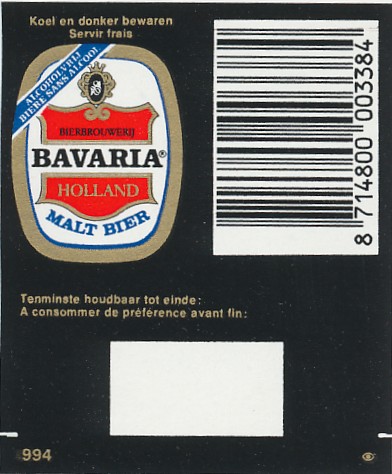 Koel en donker bewaren
Servir frais
ALCOHOLVRIJ
BIERE SANS ALCOOL
BIERBROUWERIJ
BAVARIA®
HOLLAND
MALT BIER
8 714800 003384
Tenminste houdbaar tot einde:
A consommer de préférence avant fin:
994